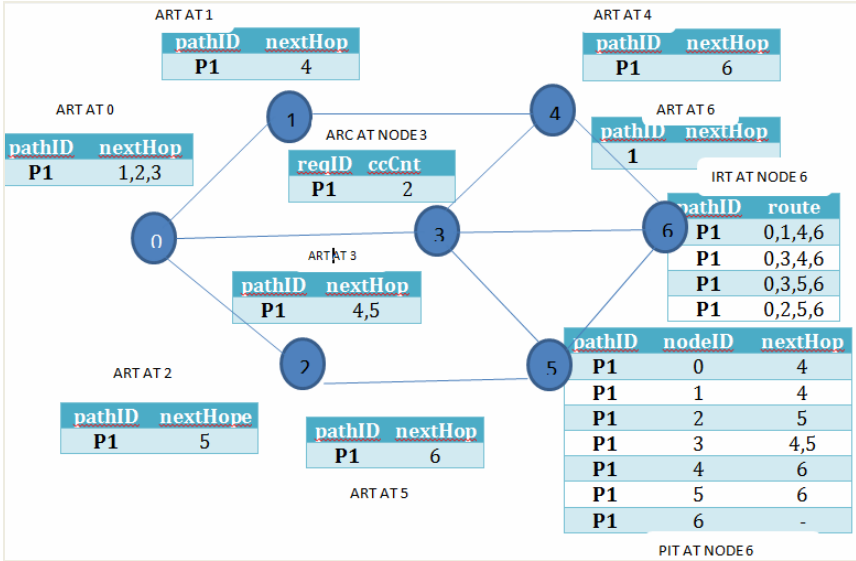 ART AT 1
pathID nextHop
P1 4
ART AT 4
pathID nextHop
P1 6
ART AT 0
pathID nextHop
P1 1,2,3
1
4
ARC AT NODE 3
reqID ccCnt
P1 2
ART AT 6
pathID nextHop
1
IRT AT NODE 6
pathID route
P1 0,1,4,6
P1 0,3,4,6
P1 0,3,5,6
P1 0,2,5,6
0
3
6
ART AT 3
pathID nextHop
P1 4,5
2
5
pathID nodeID nextHop
P1 0 4
P1 1 4
P1 2 5
P1 3 4,5
P1 4 6
P1 5 6
P1 6 -
PIT AT NODE 6
ART AT 2
pathID nextHope
P1 5
pathID nextHop
P1 6
ART AT 5